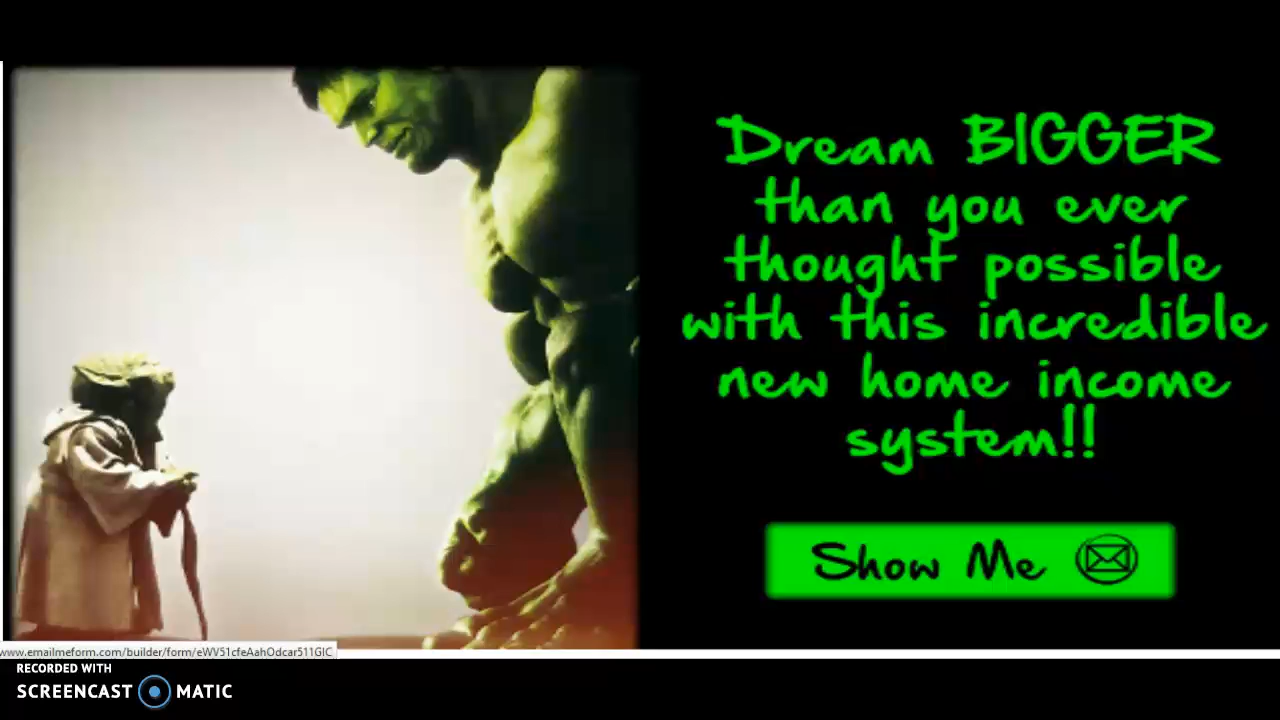 Dream BIGGER
than you ever
thought possible
with this incredible
new home income
system!!
Show Me
www.emailmeform.com/builder/form/eWV51cfeAahOdcar511GIC
RECORDED WITH
SCREENCAST MATIC